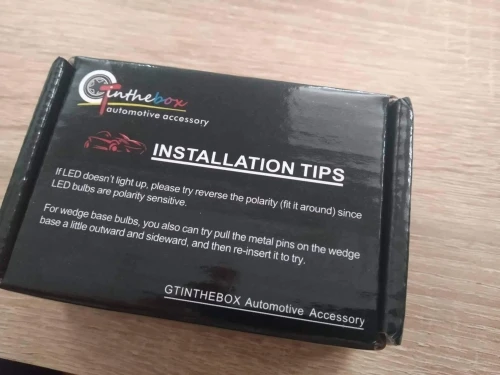 Gtinthebox
automotive accessory
INSTALLATION TIPS
If LED doesn't light up, please try reverse the polarity (fit it around) since
LED bulbs are polarity sensitive.
For wedge base bulbs, you also can try pull the metal pins on the wedge
base a little outward and sideward, and then re-insert it to try.
GTINTHEBOX Automotive Accessory